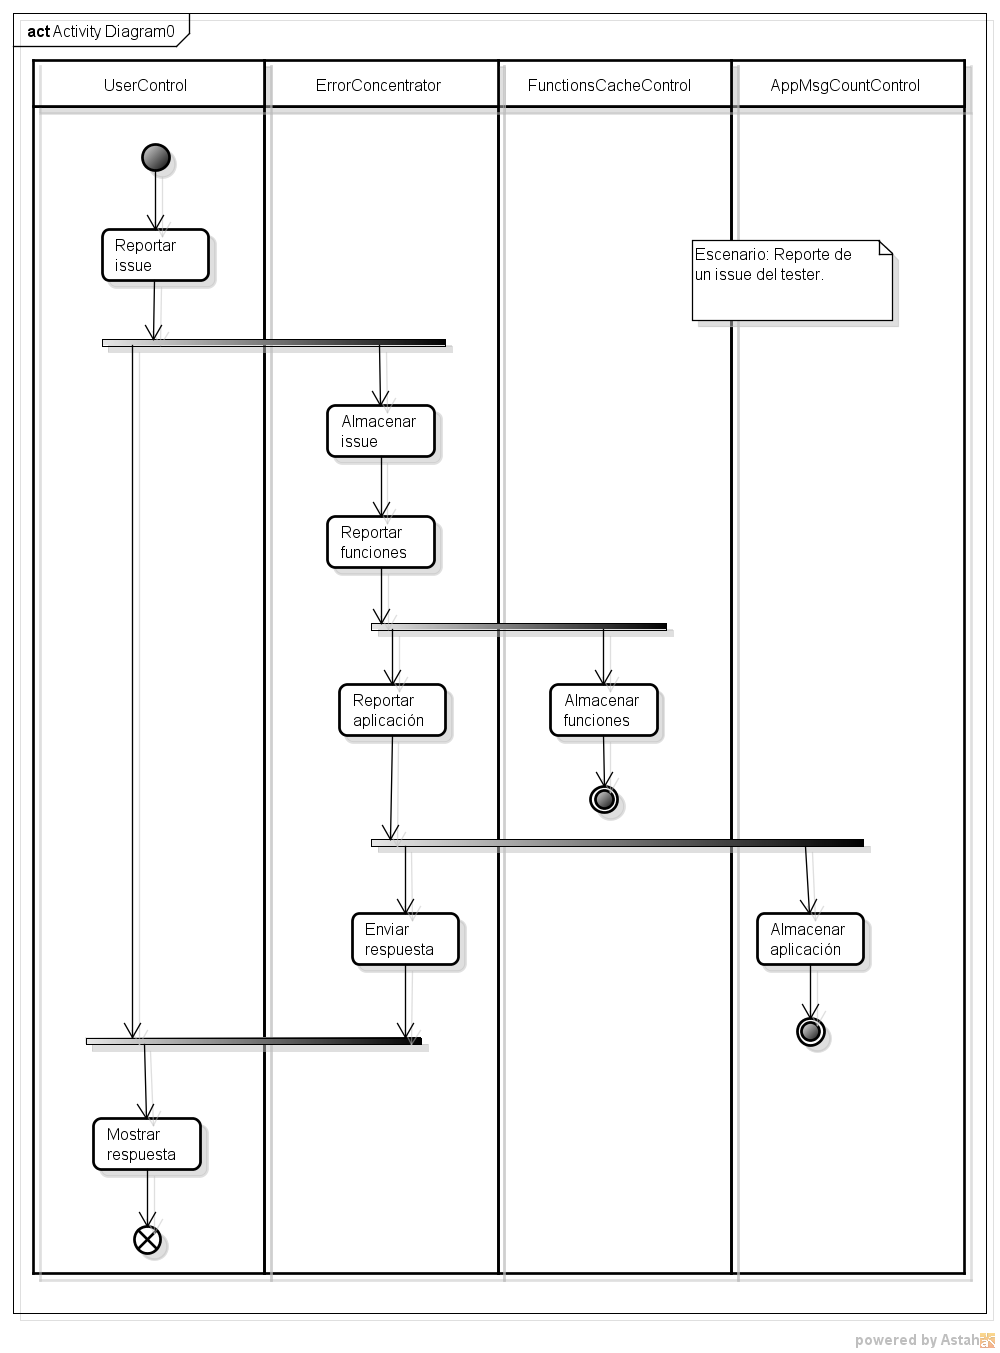 act Activity Diagram0
UserControl
ErrorConcentrator
FunctionsCacheControl
AppMsgCountControl
Reportar
issue
Escenario: Reporte de
un issue del tester.
Almacenar
issue
Reportar
funciones
Reportar
aplicación
Almacenar
funciones
Enviar
respuesta
Almacenar
aplicación
Mostrar
respuesta
powered by Astah